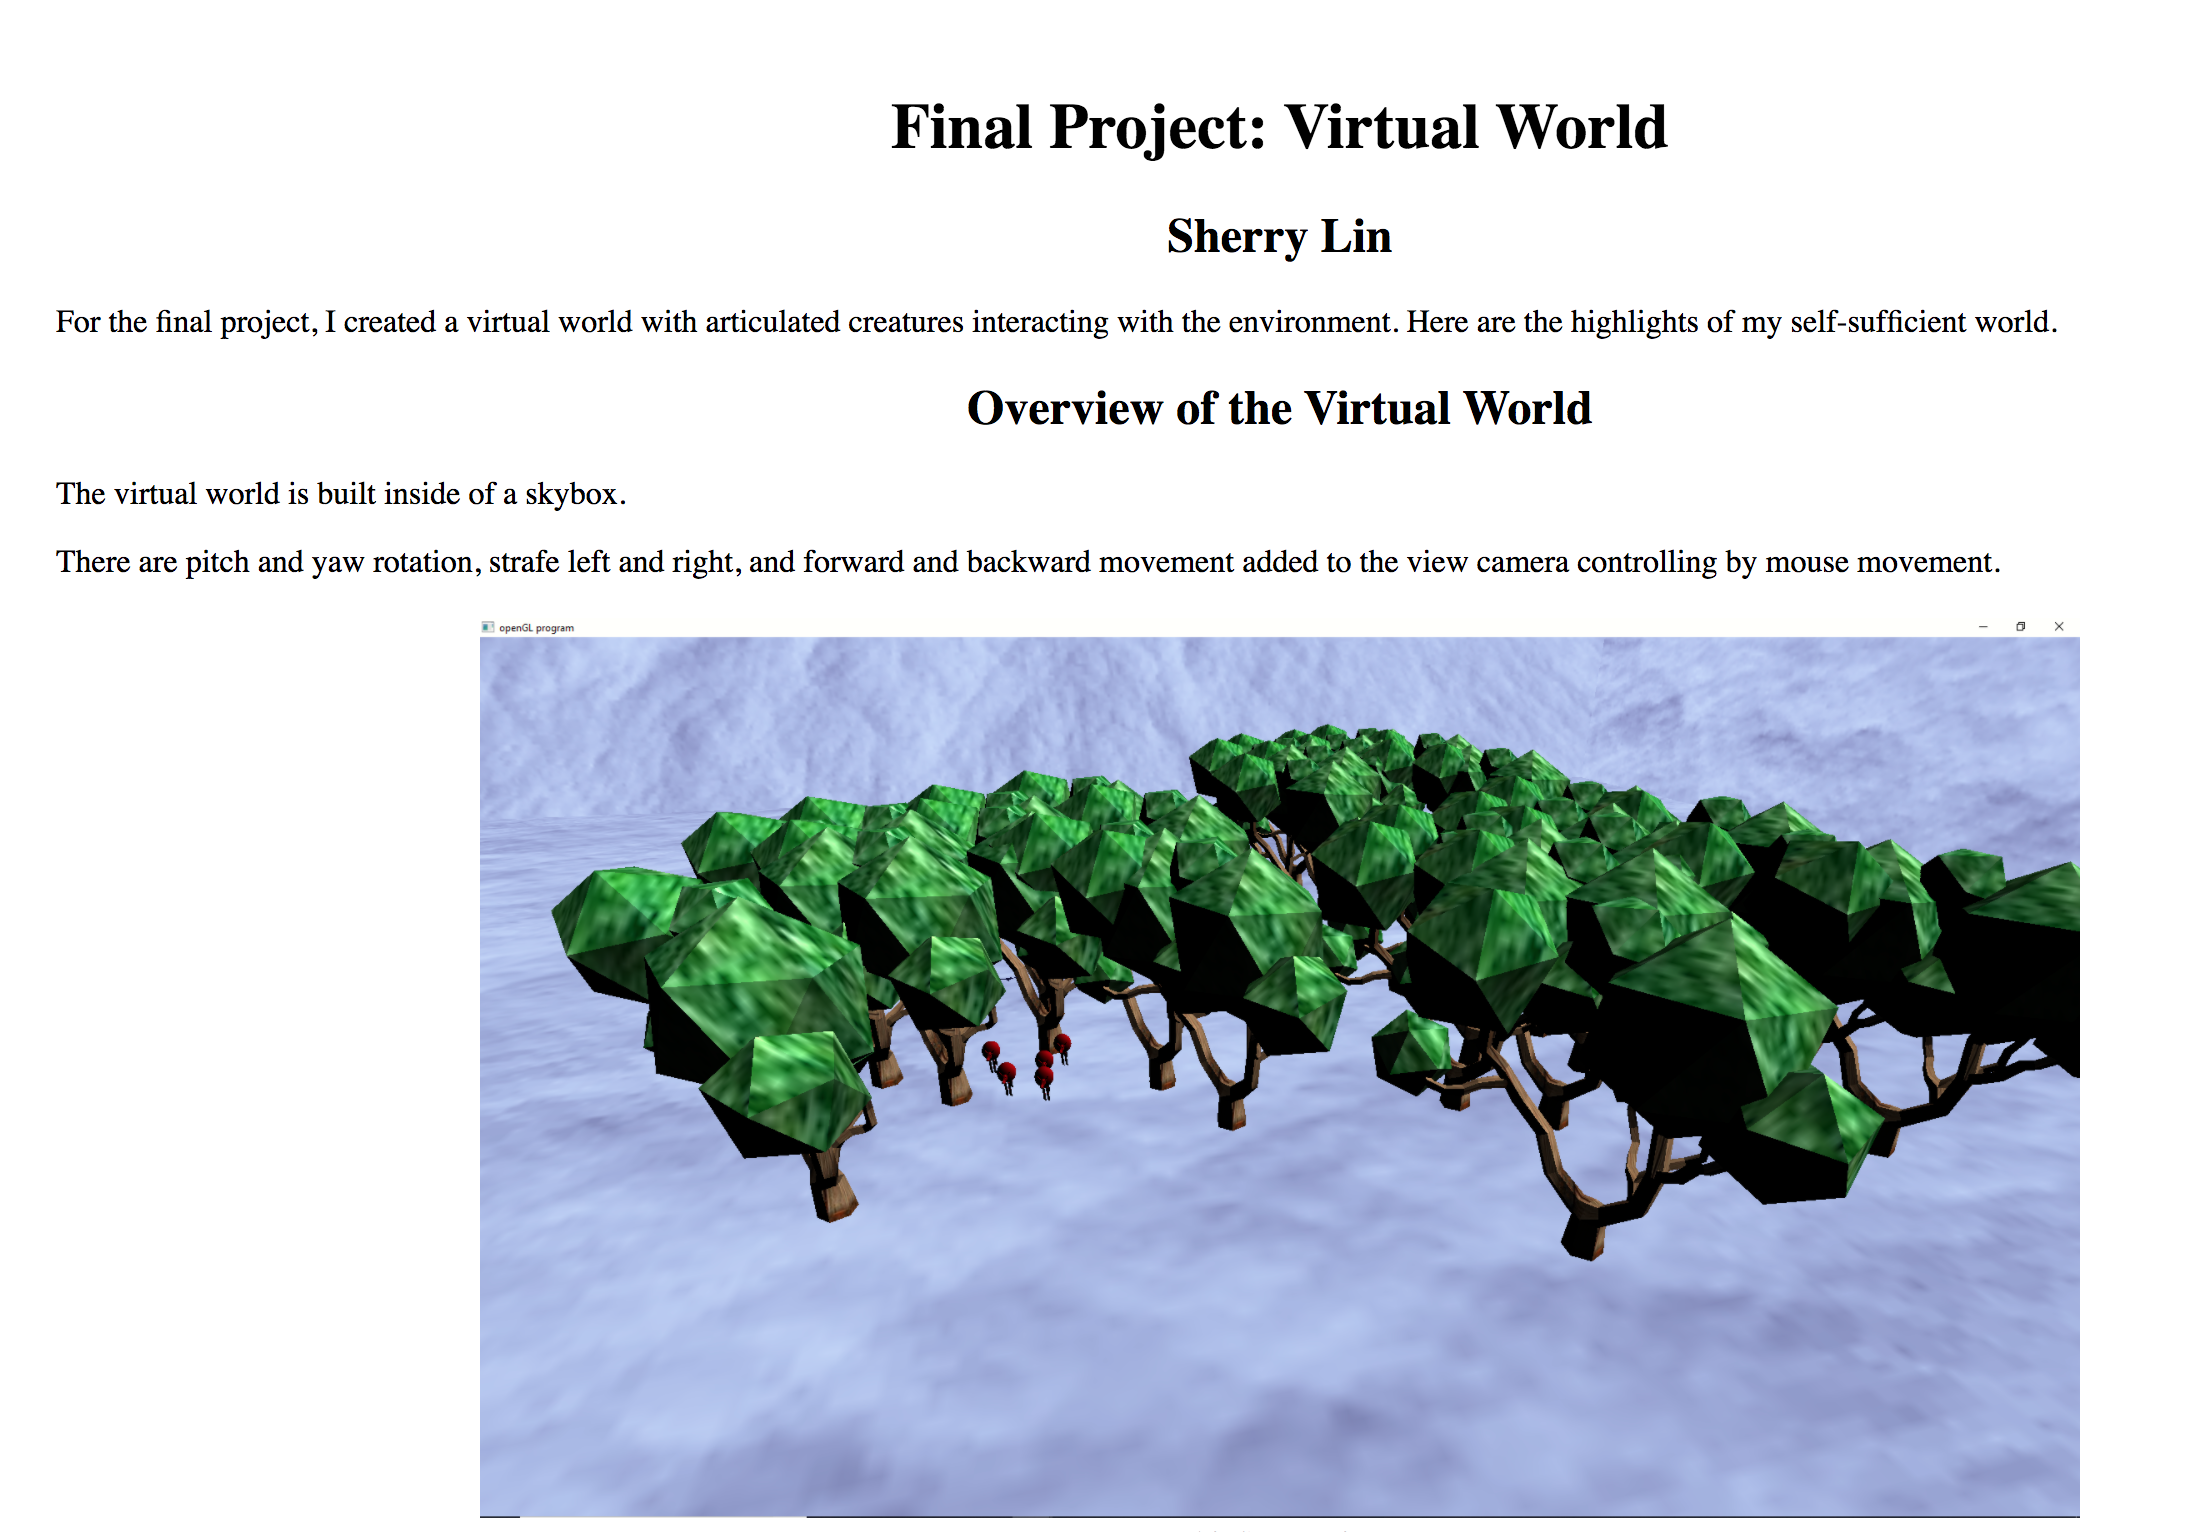 Final Project: Virtual World
Sherry Lin
For the final project, I created a virtual world with articulated creatures interacting with the environment. Here are the highlights of my self-sufficient world.
Overview of the Virtual World
The virtual world is built inside of a skybox.
There are pitch and yaw rotation, strafe left and right, and forward and backward movement added to the view camera controlling by mouse movement.
openGL program